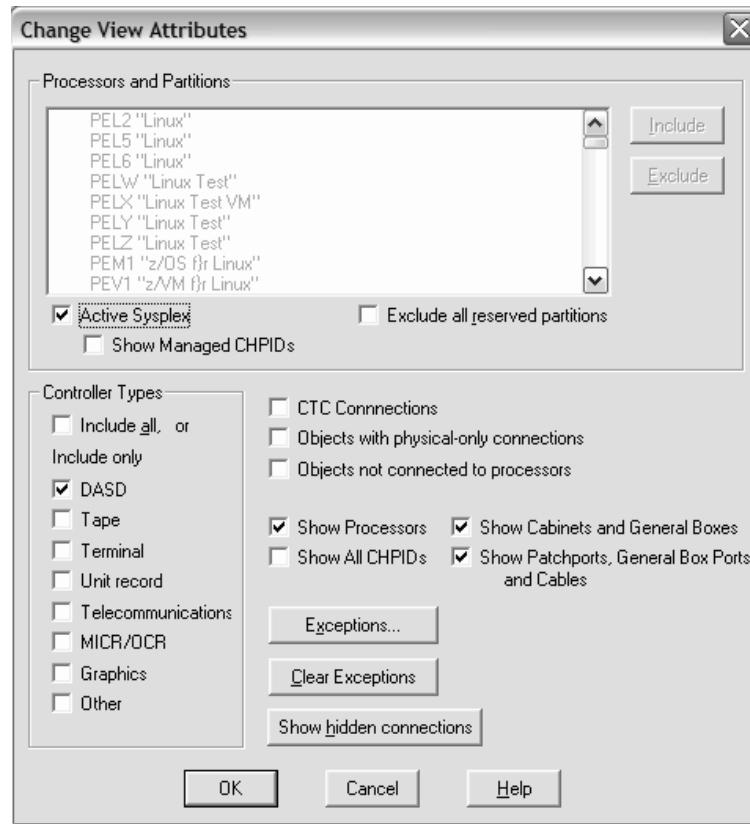 Change View Attributes
Processors and Partitions
PEL2 "Linux"
PEL5 "Linux"
PEL6 "Linux"
PELW "Linux Test"
PELX "Linux Test VM"
PELY "Linux Test"
PELZ "Linux Test"
PEM1 "z/OS f}r Linux"
PEV1 "z/VM f}r Linux"
Include
Exclude
Active Sysplex
Exclude all reserved partitions
Show Managed CHPIDs
Controller Types
Include all, or
Include only
DASD
Tape
Terminal
Unit record
Telecommunications
MICR/OCR
Graphics
Other
CTC Connnections
Objects with physical-only connections
Objects not connected to processors
Show Processors
Show Cabinets and General Boxes
Show All CHPIDs
Show Patchports, General Box Ports
and Cables
Exceptions...
Clear Exceptions
Show hidden connections
OK
Cancel
Help